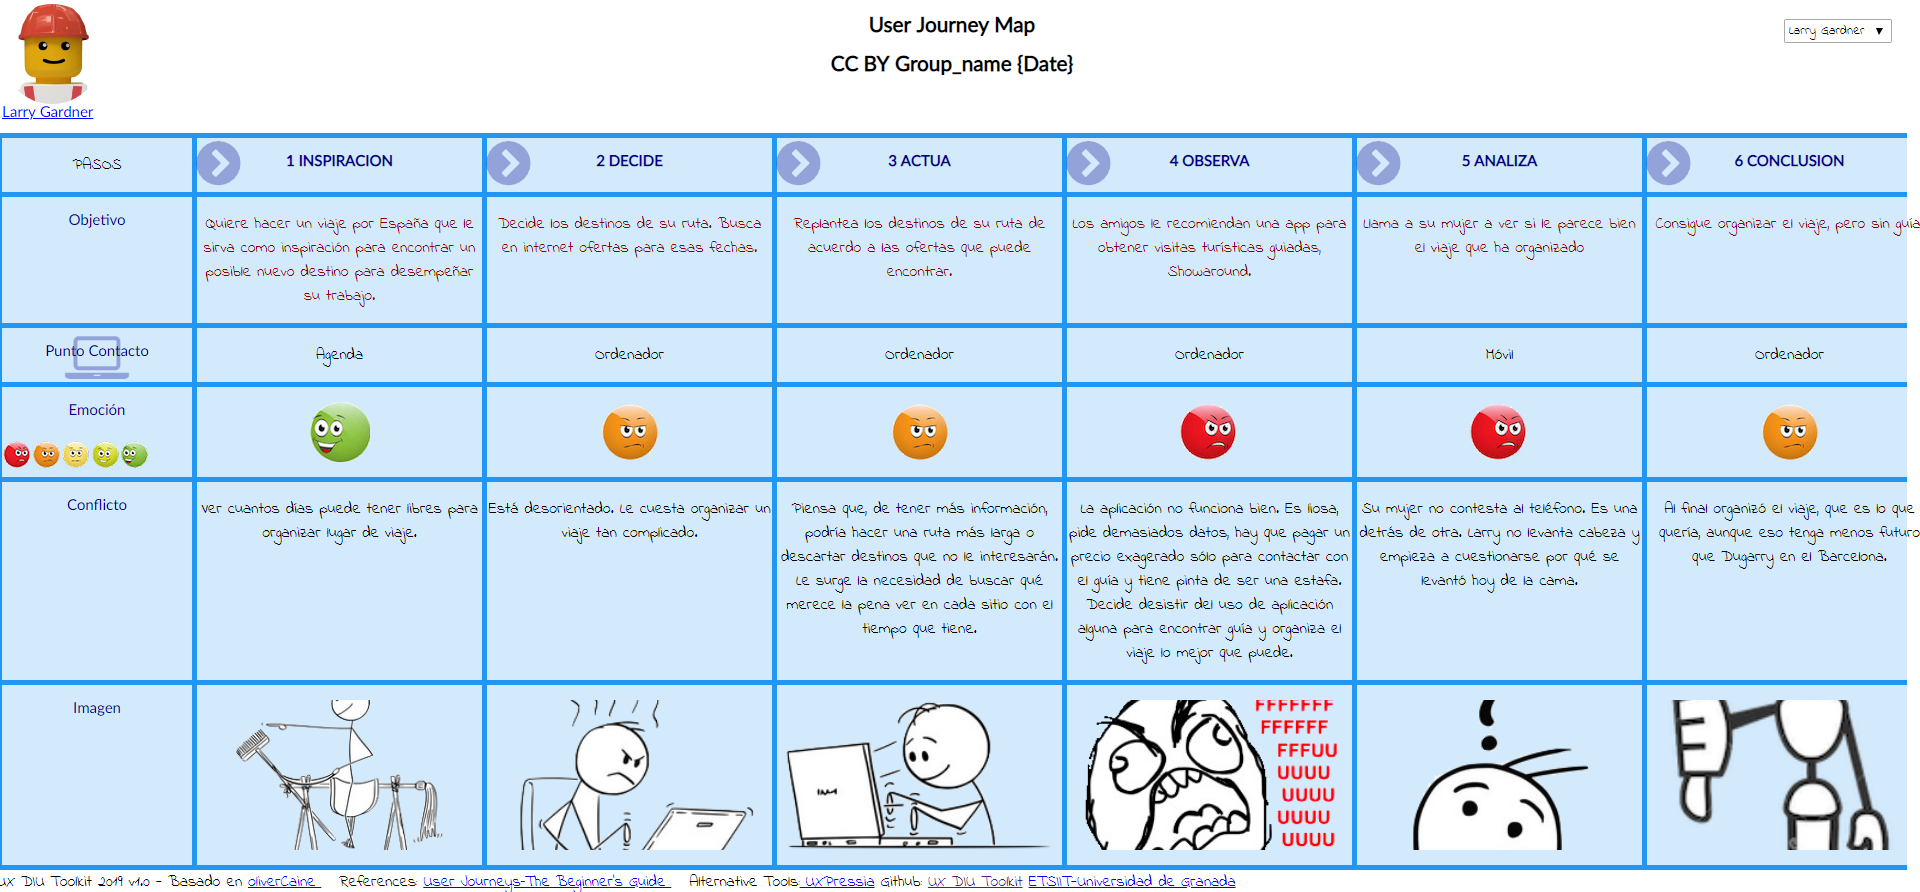 User Journey Map
Larry Gardner ▼
CC BY Group_name {Date}
Larry Gardner
PASOS
1 INSPIRACION
2 DECIDE
3 ACTUA
4 OBSERVA
5 ANALIZA
6 CONCLUSION
Objetivo
Quiere hacer un viaje por España que le
sirva como inspiración para encontrar un
posible nuevo destino para desempeñar
su trabajo.
Decide los destinos de su ruta. Busca
en internet ofertas para esas fechas.
Replantea los destinos de su ruta de
acuerdo a las ofertas que puede
encontrar.
Los amigos le recomiendan una app para
obtener visitas turísticas guiadas,
Showaround.
Llama a su mujer a ver si le parece bien
el viaje que ha organizado
Consigue organizar el viaje, pero sin guía
Punto Contacto
Agenda
Ordenador
Ordenador
Ordenador
Móvil
Ordenador
Emoción
Conflicto
Ver cuantos días puede tener libres para
organizar lugar de viaje.
Está desorientado. Le cuesta organizar un
viaje tan complicado.
Piensa que, de tener más información,
podría hacer una ruta más larga o
descartar destinos que no le interesarán.
Le surge la necesidad de buscar qué
merece la pena ver en cada sitio con el
tiempo que tiene.
La aplicación no funciona bien. Es liosa,
pide demasiados datos, hay que pagar un
precio exagerado sólo para contactar con
el guía y tiene pinta de ser una estafa.
Decide desistir del uso de aplicación
alguna para encontrar guía y organiza el
viaje lo mejor que puede.
Su mujer no contesta al teléfono. Es una
detrás de otra. Larry no levanta cabeza y
empieza a cuestionarse por qué se
levantó hoy de la cama.
Al final organizó el viaje, que es lo que
quería, aunque eso tenga menos futuro
que Dugarry en el Barcelona.
Imagen
FFFFFFF
FFFFFF
FFFUU
UUUU
UUUU
UUUU
UUUU
UX DIU Toolkit 2019 v1.0 - Basado en oliverCaine References: User Journeys-The Beginner's Guide Alternative Tools: UXPressia Github: UX DIU Toolkit ETSIIT-Universidad de Granada